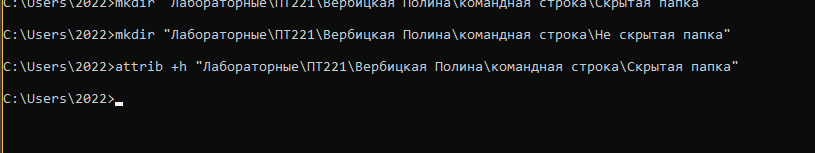 C:\Users\2022>mkdir "Лабораторные\ПТ221\Вербицкая Полина\командная строка\Скрытая папка"
C:\Users\2022>mkdir "Лабораторные\ПТ221\Вербицкая Полина\командная строка\Не скрытая папка"
C:\Users\2022>attrib +h "Лабораторные\ПТ221\Вербицкая Полина\командная строка\Скрытая папка"
C:\Users\2022>